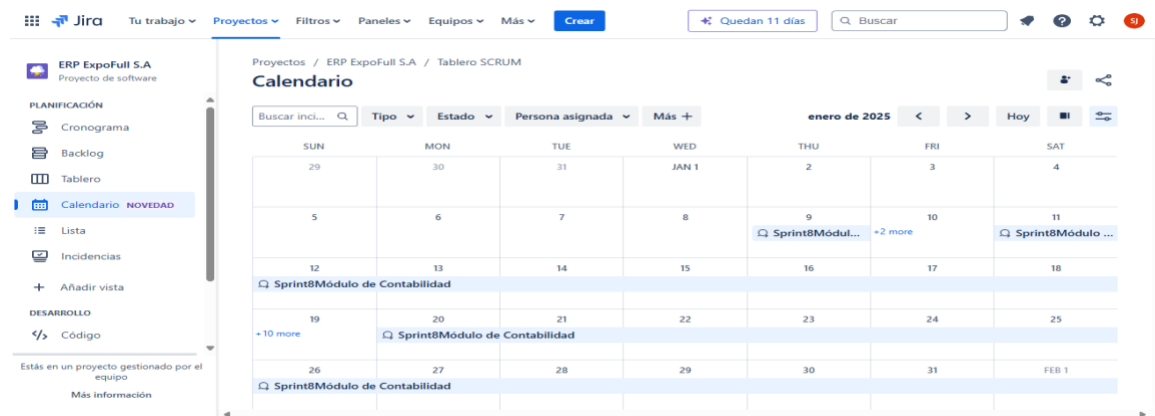 Jira Tu trabajo Proyectos Filtros Paneles Equipos Más Crear Quedan 11 días Buscar SJ
ERP ExpoFull S.A
Proyecto de software
PLANIFICACIÓN
Cronograma
Backlog
Tablero
Calendario NOVEDAD
Lista
Incidencias
Añadir vista
DESARROLLO
Código
Estás en un proyecto gestionado por el
equipo
Más información
Proyectos / ERP ExpoFull S.A / Tablero SCRUM
Calendario
Buscar inci... Tipo Estado Persona asignada Más + enero de 2025 < > Hoy
SUN MON TUE WED THU FRI SAT
29 30 31 JAN 1 2 3 4
5 6 7 8 9 10 11
Sprint8Módul... +2 more Sprint8Módulo ...
12 13 14 15 16 17 18
Sprint8Módulo de Contabilidad
19 20 21 22 23 24 25
+10 more Sprint8Módulo de Contabilidad
26 27 28 29 30 31 FEB 1
Sprint8Módulo de Contabilidad